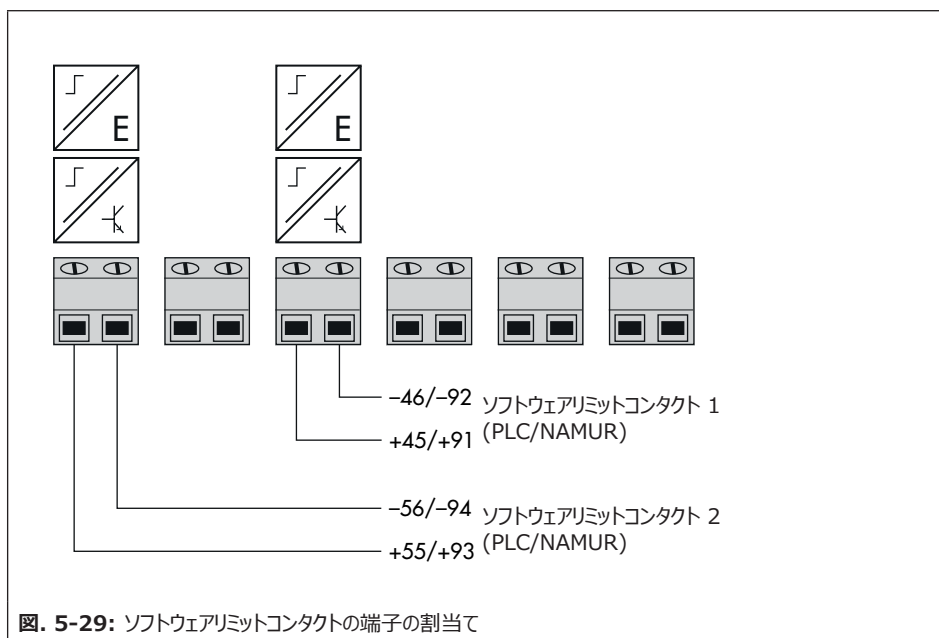 E
E
–46/–92 ソフトウェアリミットコンタクト 1
+45/+91 (PLC/NAMUR)
–56/–94 ソフトウェアリミットコンタクト 2
+55/+93 (PLC/NAMUR)
図. 5-29: ソフトウェアリミットコンタクトの端子の割当て